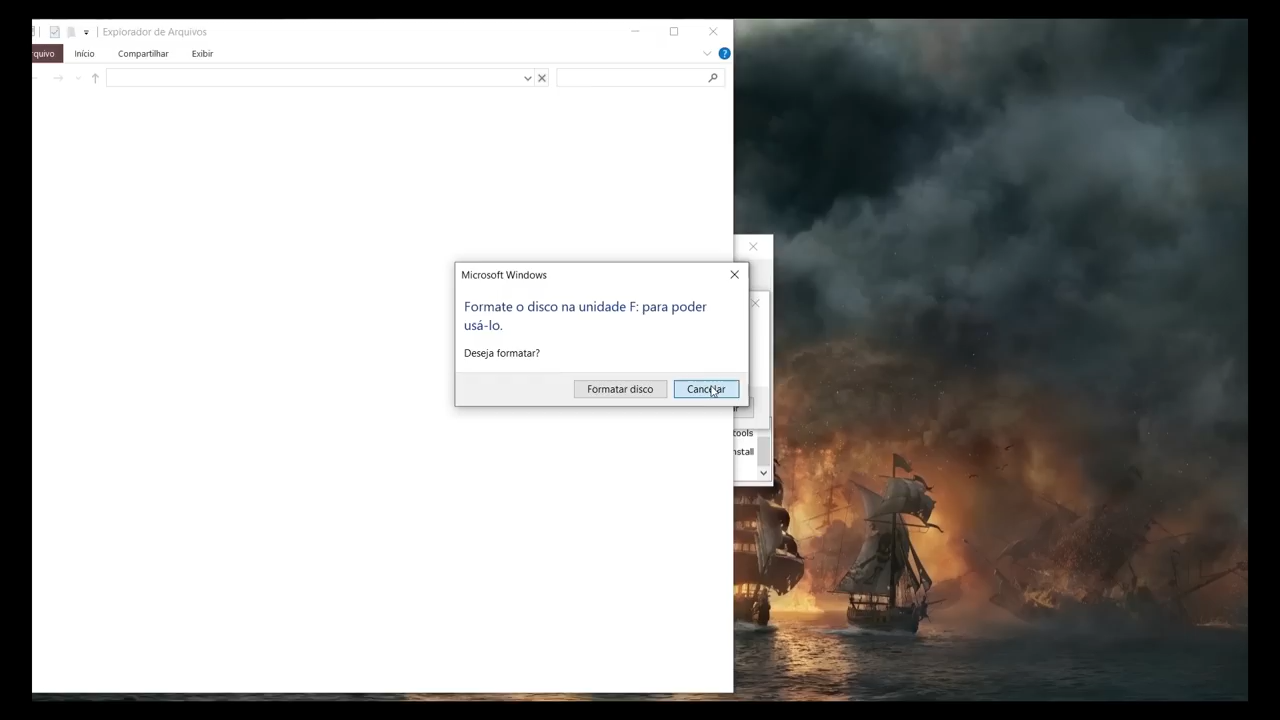 Explorador de Arquivos
rquivo Início Compartilhar Exibir
Microsoft Windows
Formate o disco na unidade F: para poder
usá-lo.
Deseja formatar?
Formatar disco Cancelar
tools
nstall